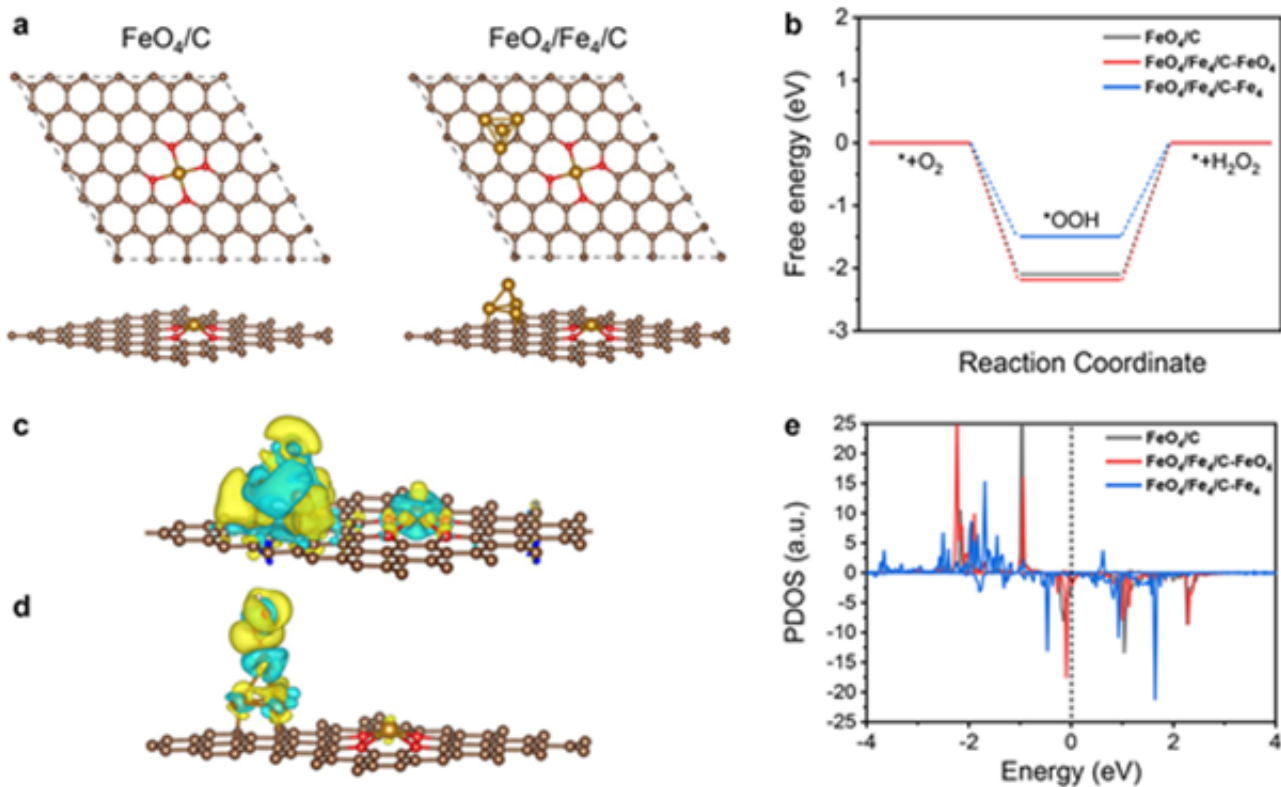 a
FeO₄/C
FeO₄/Fe₄/C
b
2
1
0
-1
-2
-3
Free energy (eV)
FeO₄/C
FeO₄/Fe₄/C-FeO₄
FeO₄/Fe₄/C-Fe₄
*+O₂
*OOH
*+H₂O₂
Reaction Coordinate
c
d
e
25
20
15
10
5
0
-5
-10
-15
-20
-25
PDOS (a.u.)
FeO₄/C
FeO₄/Fe₄/C-FeO₄
FeO₄/Fe₄/C-Fe₄
-4 -2 0 2 4
Energy (eV)